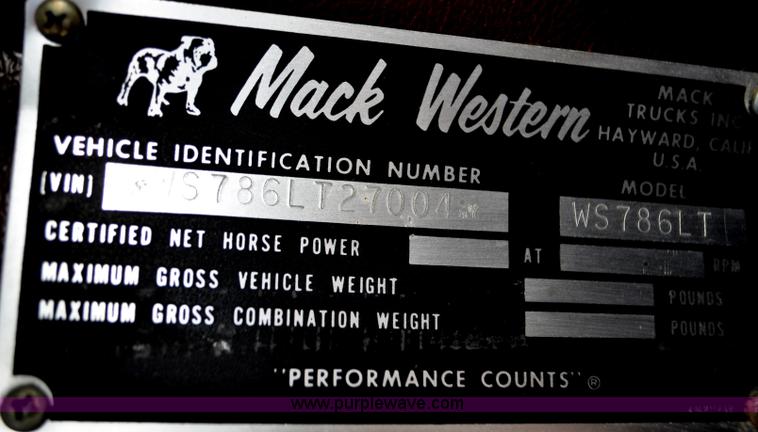 Mack Western
MACK
TRUCKS INC
HAYWARD, CALIF
U.S.A.
VEHICLE IDENTIFICATION NUMBER
(VIN) *WS786LT27004*
MODEL
WS786LT
CERTIFIED NET HORSE POWER AT RPM
MAXIMUM GROSS VEHICLE WEIGHT POUNDS
MAXIMUM GROSS COMBINATION WEIGHT POUNDS
"PERFORMANCE COUNTS"®
www.purplewave.com